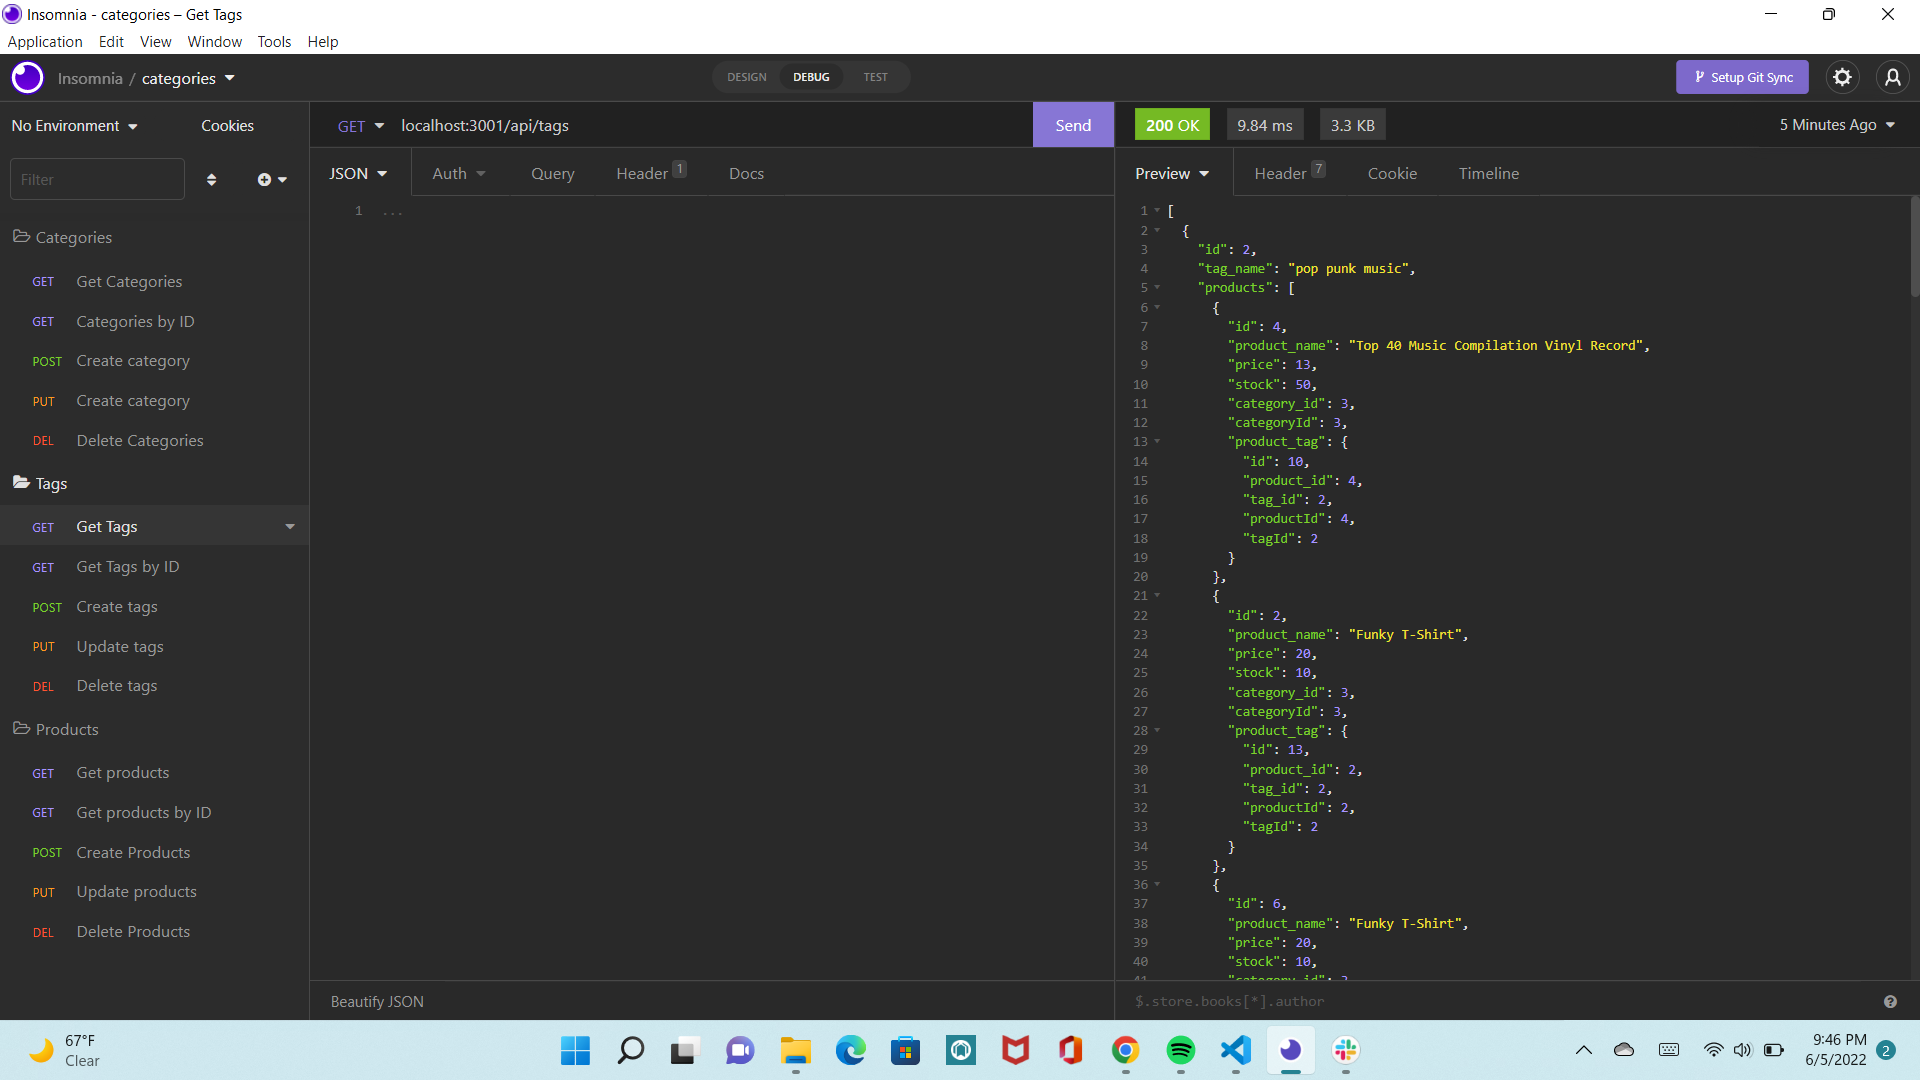 Insomnia - categories – Get Tags
Application Edit View Window Tools Help
Insomnia / categories
DESIGN DEBUG TEST
Setup Git Sync
No Environment Cookies
Filter
Categories
GET Get Categories
GET Categories by ID
POST Create category
PUT Create category
DEL Delete Categories
Tags
GET Get Tags
GET Get Tags by ID
POST Create tags
PUT Update tags
DEL Delete tags
Products
GET Get products
GET Get products by ID
POST Create Products
PUT Update products
DEL Delete Products
GET localhost:3001/api/tags Send
JSON Auth Query Header 1 Docs
1 ...
Beautify JSON
200 OK 9.84 ms 3.3 KB 5 Minutes Ago
Preview Header 7 Cookie Timeline
1 [
2 {
3 "id": 2,
4 "tag_name": "pop punk music",
5 "products": [
6 {
7 "id": 4,
8 "product_name": "Top 40 Music Compilation Vinyl Record",
9 "price": 13,
10 "stock": 50,
11 "category_id": 3,
12 "categoryId": 3,
13 "product_tag": {
14 "id": 10,
15 "product_id": 4,
16 "tag_id": 2,
17 "productId": 4,
18 "tagId": 2
19 }
20 },
21 {
22 "id": 2,
23 "product_name": "Funky T-Shirt",
24 "price": 20,
25 "stock": 10,
26 "category_id": 3,
27 "categoryId": 3,
28 "product_tag": {
29 "id": 13,
30 "product_id": 2,
31 "tag_id": 2,
32 "productId": 2,
33 "tagId": 2
34 }
35 },
36 {
37 "id": 6,
38 "product_name": "Funky T-Shirt",
39 "price": 20,
40 "stock": 10,
41 "category_id": 3
$.store.books[*].author
67°F
Clear
9:46 PM
6/5/2022
2